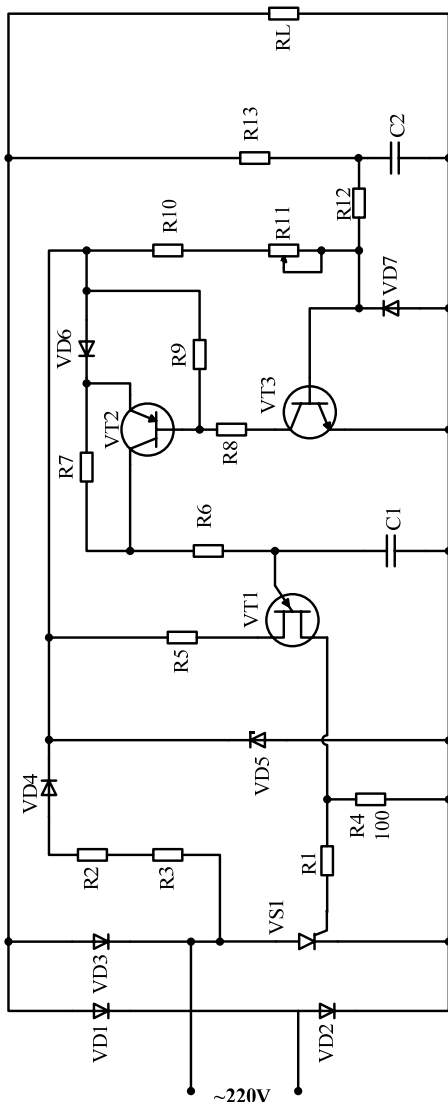 RL
R13
C2
R12
R10
R11
VD7
VD6
R9
VT2
R8
VT3
R7
R6
C1
R5
VT1
VD4
VD5
R2
R3
R1
R4
100
VS1
VD3
VD1
VD2
~220V